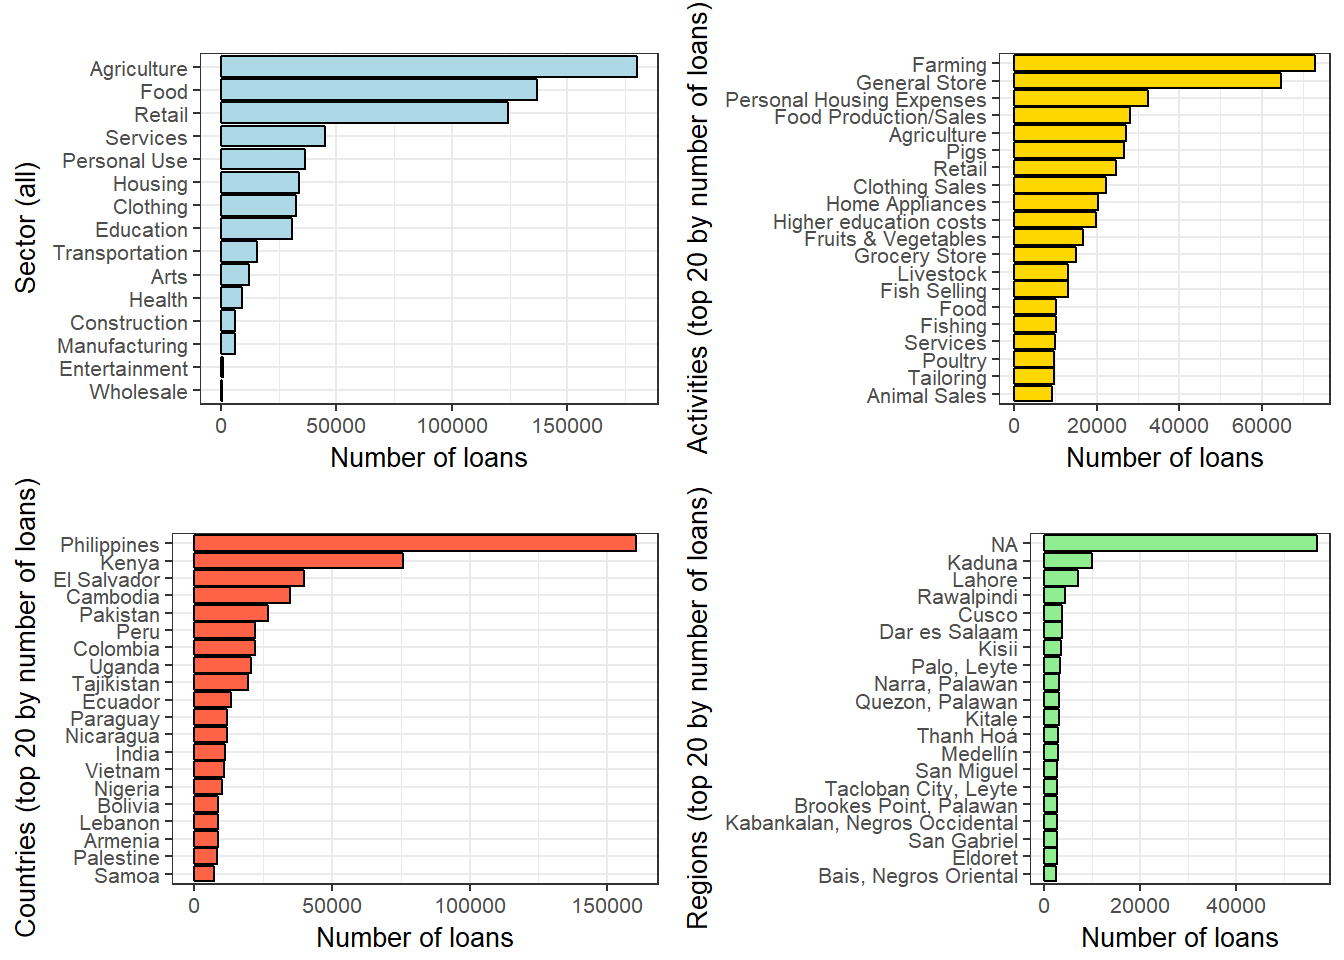 Sector (all)
Agriculture
Food
Retail
Services
Personal Use
Housing
Clothing
Education
Transportation
Arts
Health
Construction
Manufacturing
Entertainment
Wholesale
0 50000 100000 150000
Number of loans
Activities (top 20 by number of loans)
Farming
General Store
Personal Housing Expenses
Food Production/Sales
Agriculture
Pigs
Retail
Clothing Sales
Home Appliances
Higher education costs
Fruits & Vegetables
Grocery Store
Livestock
Fish Selling
Food
Fishing
Services
Poultry
Tailoring
Animal Sales
0 20000 40000 60000
Number of loans
Countries (top 20 by number of loans)
Philippines
Kenya
El Salvador
Cambodia
Pakistan
Peru
Colombia
Uganda
Tajikistan
Ecuador
Paraguay
Nicaragua
India
Vietnam
Nigeria
Bolivia
Lebanon
Armenia
Palestine
Samoa
0 50000 100000 150000
Number of loans
Regions (top 20 by number of loans)
NA
Kaduna
Lahore
Rawalpindi
Cusco
Dar es Salaam
Kisii
Palo, Leyte
Narra, Palawan
Quezon, Palawan
Kitale
Thanh Hoá
Medellín
San Miguel
Tacloban City, Leyte
Brookes Point, Palawan
Kabankalan, Negros Occidental
San Gabriel
Eldoret
Bais, Negros Oriental
0 20000 40000
Number of loans